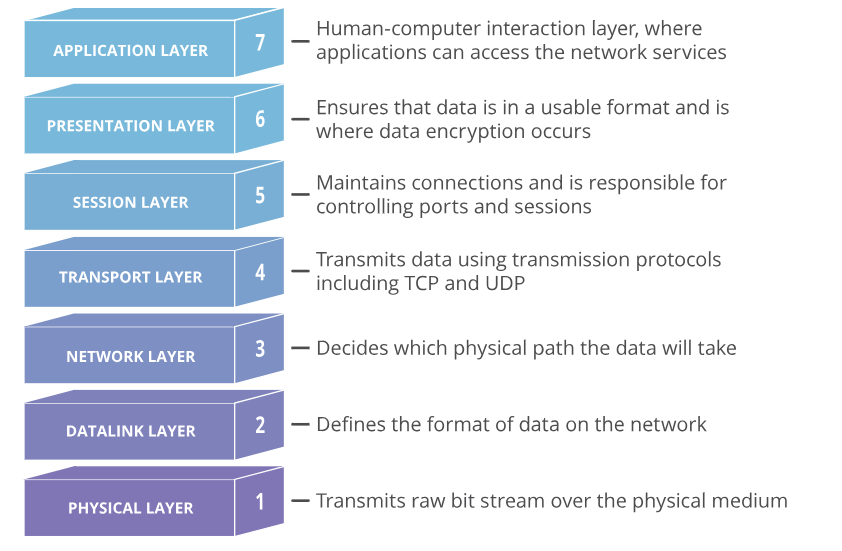 APPLICATION LAYER 7
Human-computer interaction layer, where
applications can access the network services
PRESENTATION LAYER 6
Ensures that data is in a usable format and is
where data encryption occurs
SESSION LAYER 5
Maintains connections and is responsible for
controlling ports and sessions
TRANSPORT LAYER 4
Transmits data using transmission protocols
including TCP and UDP
NETWORK LAYER 3
Decides which physical path the data will take
DATALINK LAYER 2
Defines the format of data on the network
PHYSICAL LAYER 1
Transmits raw bit stream over the physical medium